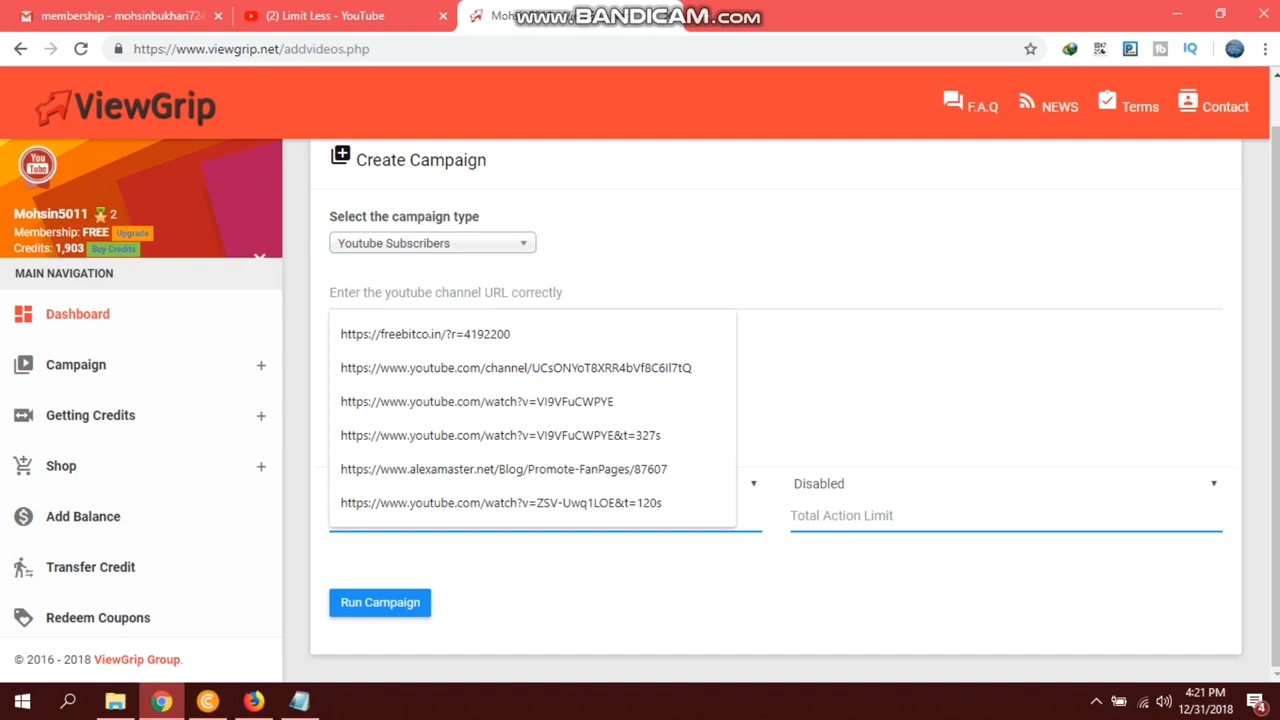 membership - mohsinbukhari724
(2) Limit Less - YouTube
Mohs
www.BANDICAM.com
https://www.viewgrip.net/addvideos.php
ViewGrip
F.A.Q
NEWS
Terms
Contact
You Tube
Mohsin5011 2
Membership: FREE Upgrade
Credits: 1,903 Buy Credits
MAIN NAVIGATION
Dashboard
Campaign +
Getting Credits +
Shop +
Add Balance
Transfer Credit
Redeem Coupons
© 2016 - 2018 ViewGrip Group.
Create Campaign
Select the campaign type
Youtube Subscribers
Enter the youtube channel URL correctly
https://freebitco.in/?r=4192200
https://www.youtube.com/channel/UCsONYoT8XRR4bVf8C6Il7tQ
https://www.youtube.com/watch?v=VI9VFuCWPYE
https://www.youtube.com/watch?v=VI9VFuCWPYE&t=327s
https://www.alexamaster.net/Blog/Promote-FanPages/87607
https://www.youtube.com/watch?v=ZSV-Uwq1LOE&t=120s
Disabled
Total Action Limit
Run Campaign
4:21 PM
12/31/2018
4